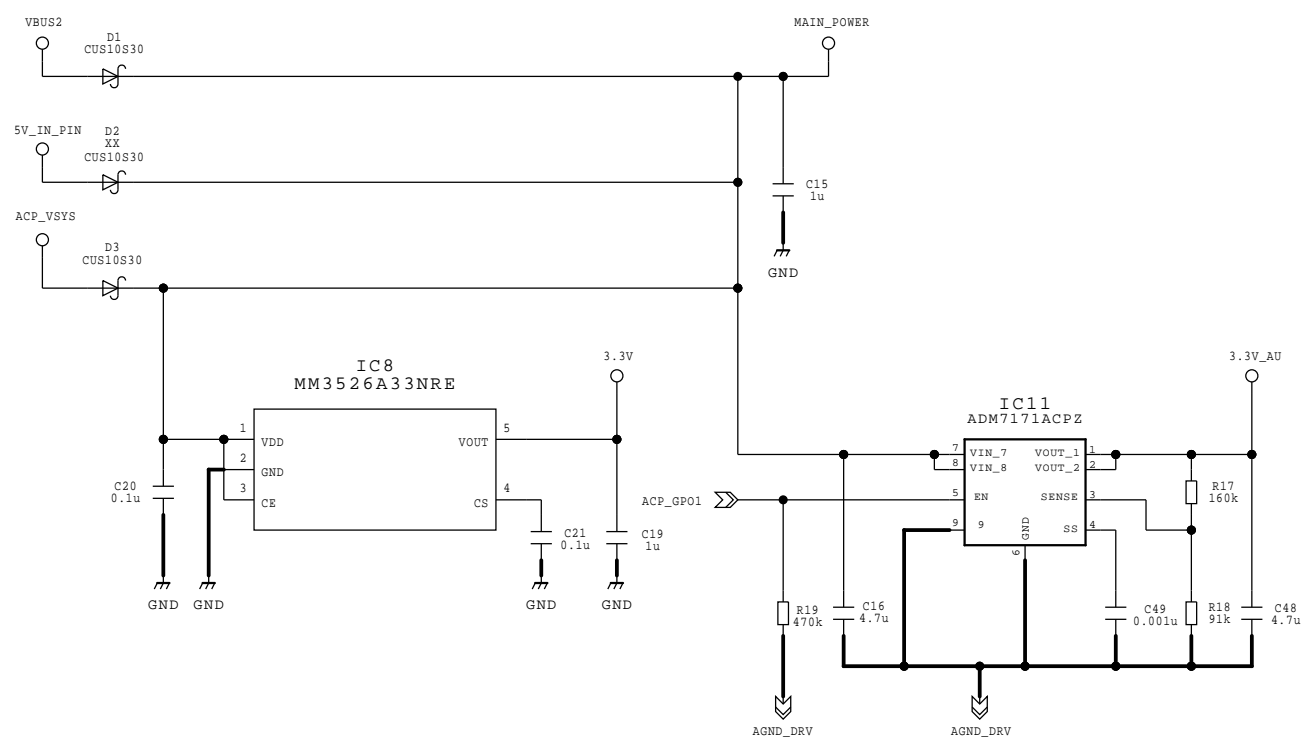 VBUS2
D1
CUS10S30
MAIN_POWER
5V_IN_PIN
D2
XX
CUS10S30
C15
1u
GND
ACP_VSYS
D3
CUS10S30
IC8
MM3526A33NRE
3.3V
1
VDD
2
GND
3
CE
VOUT
5
CS
4
C20
0.1u
GND
GND
C21
0.1u
GND
C19
1u
GND
3.3V_AU
IC11
ADM7171ACPZ
7
VIN_7
8
VIN_8
VOUT_1
1
VOUT_2
2
ACP_GPO1
5
EN
SENSE
3
9
9
GND
6
SS
4
R17
160k
R19
470k
C16
4.7u
C49
0.001u
R18
91k
C48
4.7u
AGND_DRV
AGND_DRV